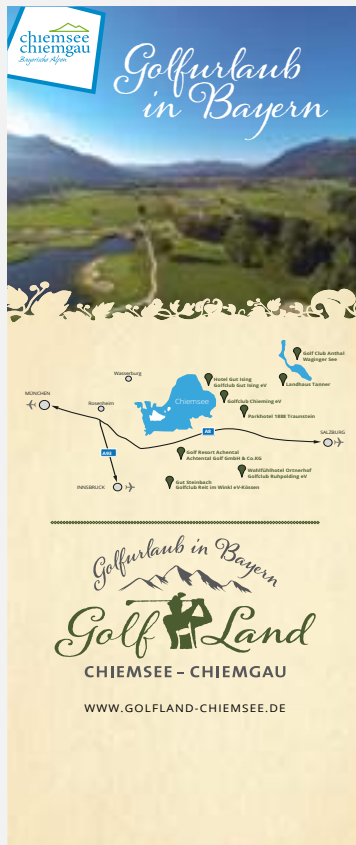 chiemsee
chiemgau
Bayerische Alpen
Golfurlaub
in Bayern
Golf Club Anthal
Waginger See
Wasserburg
Hotel Gut Ising
Golfclub Gut Ising eV
Landhaus Tanner
MÜNCHEN
Rosenheim
Chiemsee
Golfclub Chieming eV
Parkhotel 1888 Traunstein
A8
SALZBURG
A93
Golf Resort Achental
Achental Golf GmbH & Co.KG
Wohlfühlhotel Ortnerhof
Golfclub Ruhpolding eV
INNSBRUCK
Gut Steinbach
Golfclub Reit im Winkl eV-Kössen
Golfurlaub in Bayern
Golf Land
CHIEMSEE – CHIEMGAU
WWW.GOLFLAND-CHIEMSEE.DE